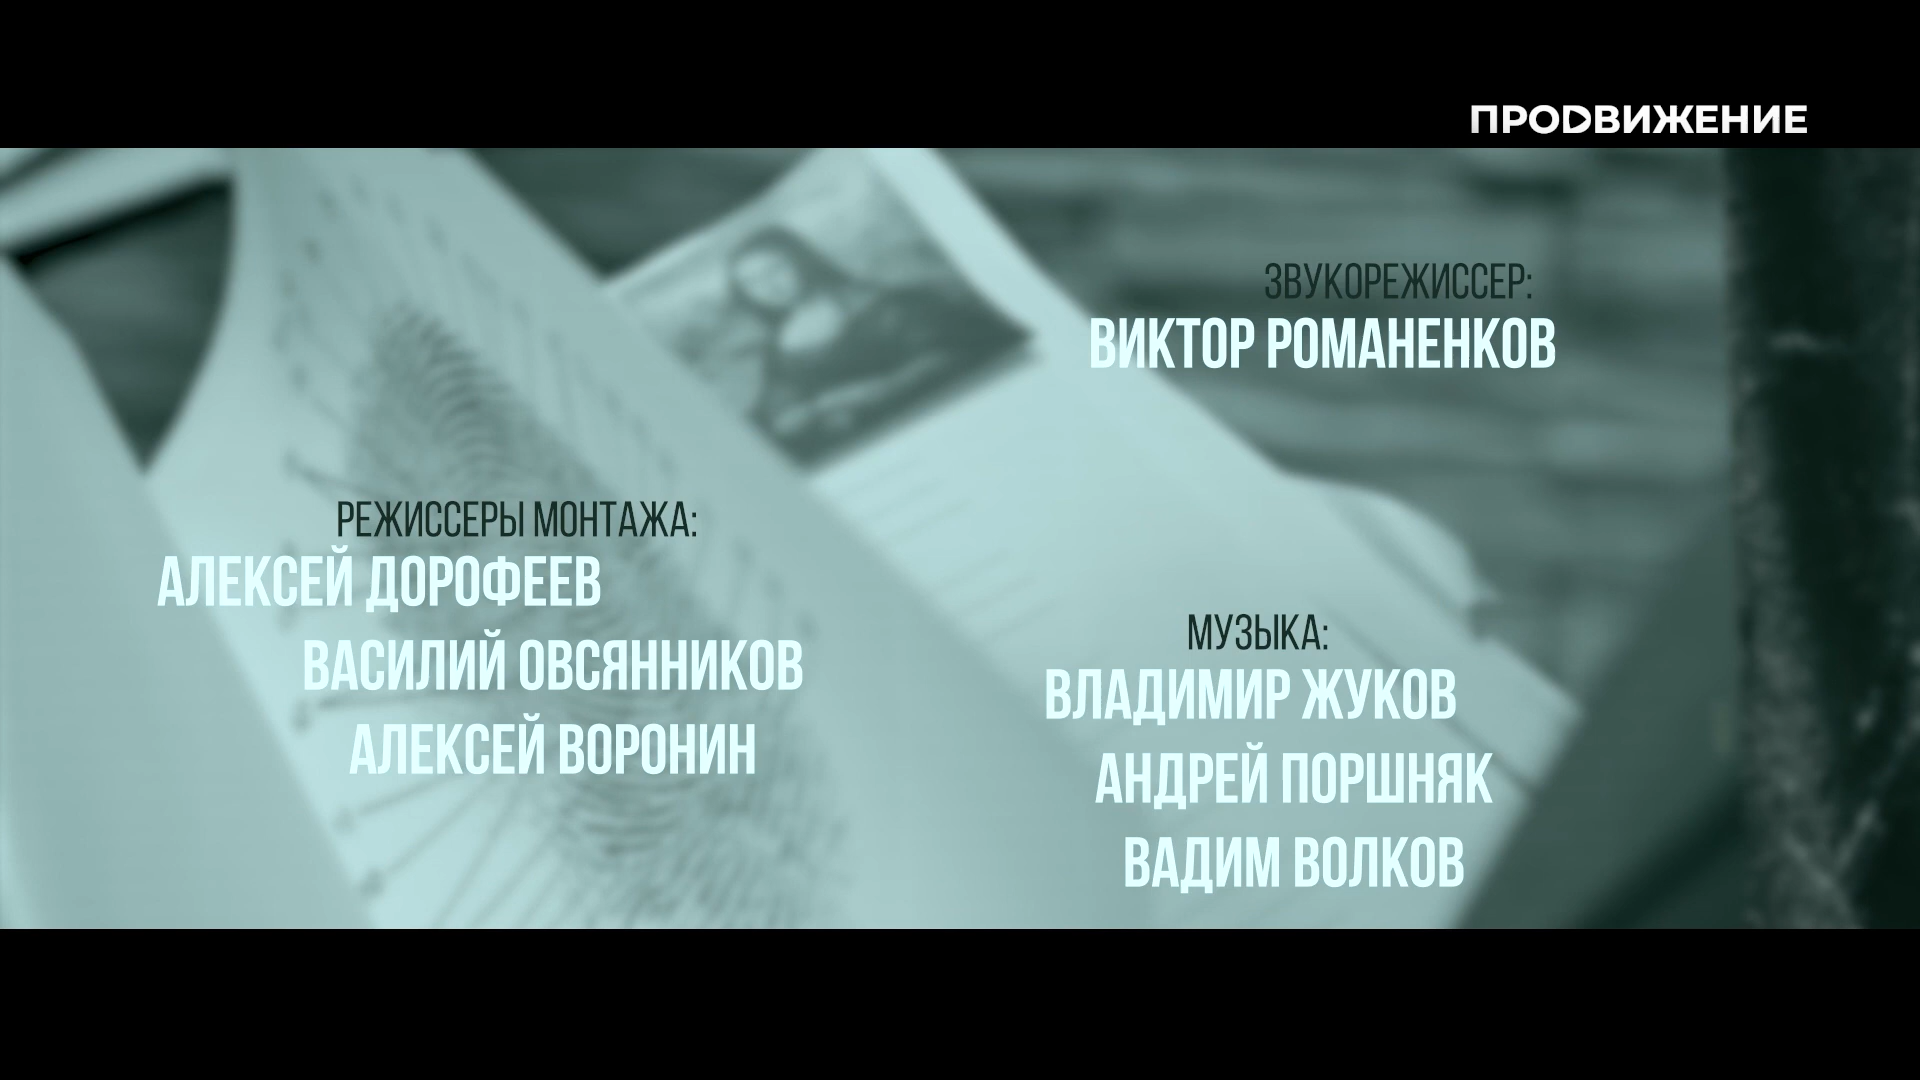 ПРОДВИЖЕНИЕ
ЗВУКОРЕЖИССЕР:
ВИКТОР РОМАНЕНКОВ
РЕЖИССЕРЫ МОНТАЖА:
АЛЕКСЕЙ ДОРОФЕЕВ
ВАСИЛИЙ ОВСЯННИКОВ
АЛЕКСЕЙ ВОРОНИН
МУЗЫКА:
ВЛАДИМИР ЖУКОВ
АНДРЕЙ ПОРШНЯК
ВАДИМ ВОЛКОВ